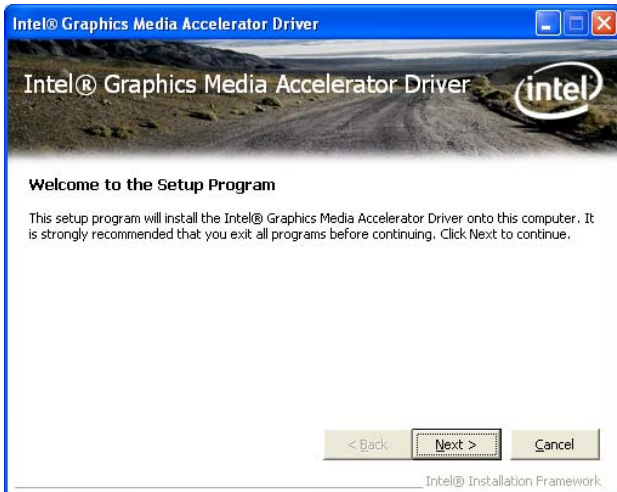 Intel® Graphics Media Accelerator Driver
Intel® Graphics Media Accelerator Driver
intel
Welcome to the Setup Program
This setup program will install the Intel® Graphics Media Accelerator Driver onto this computer. It
is strongly recommended that you exit all programs before continuing. Click Next to continue.
< Back Next > Cancel
Intel® Installation Framework